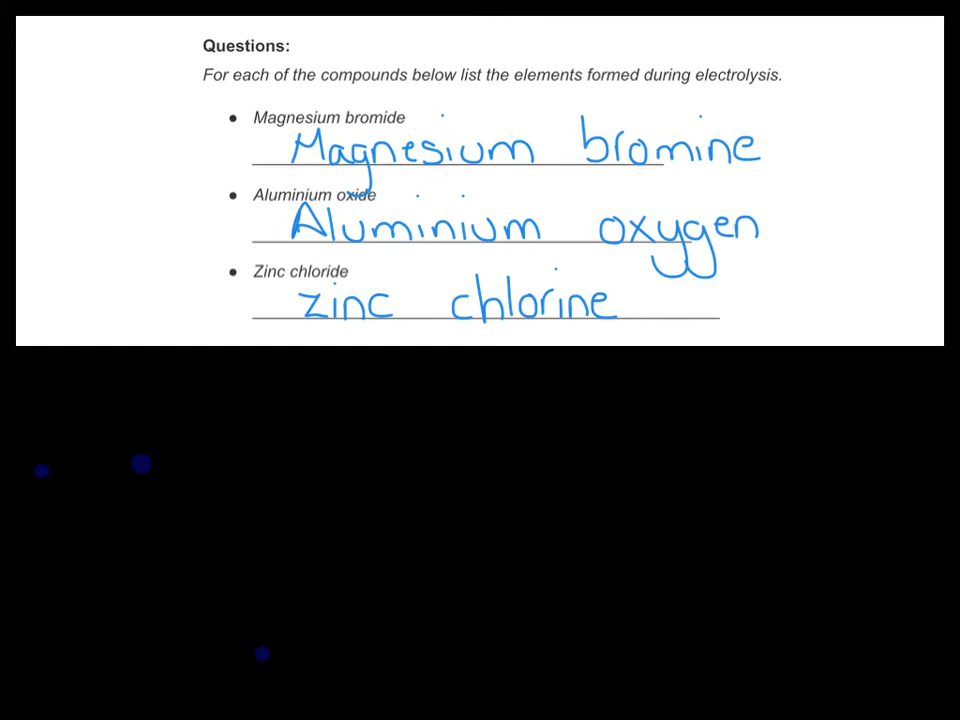 Questions:
For each of the compounds below list the elements formed during electrolysis.
● Magnesium bromide
Magnesium bromine
● Aluminium oxide
Aluminium oxygen
● Zinc chloride
zinc chlorine